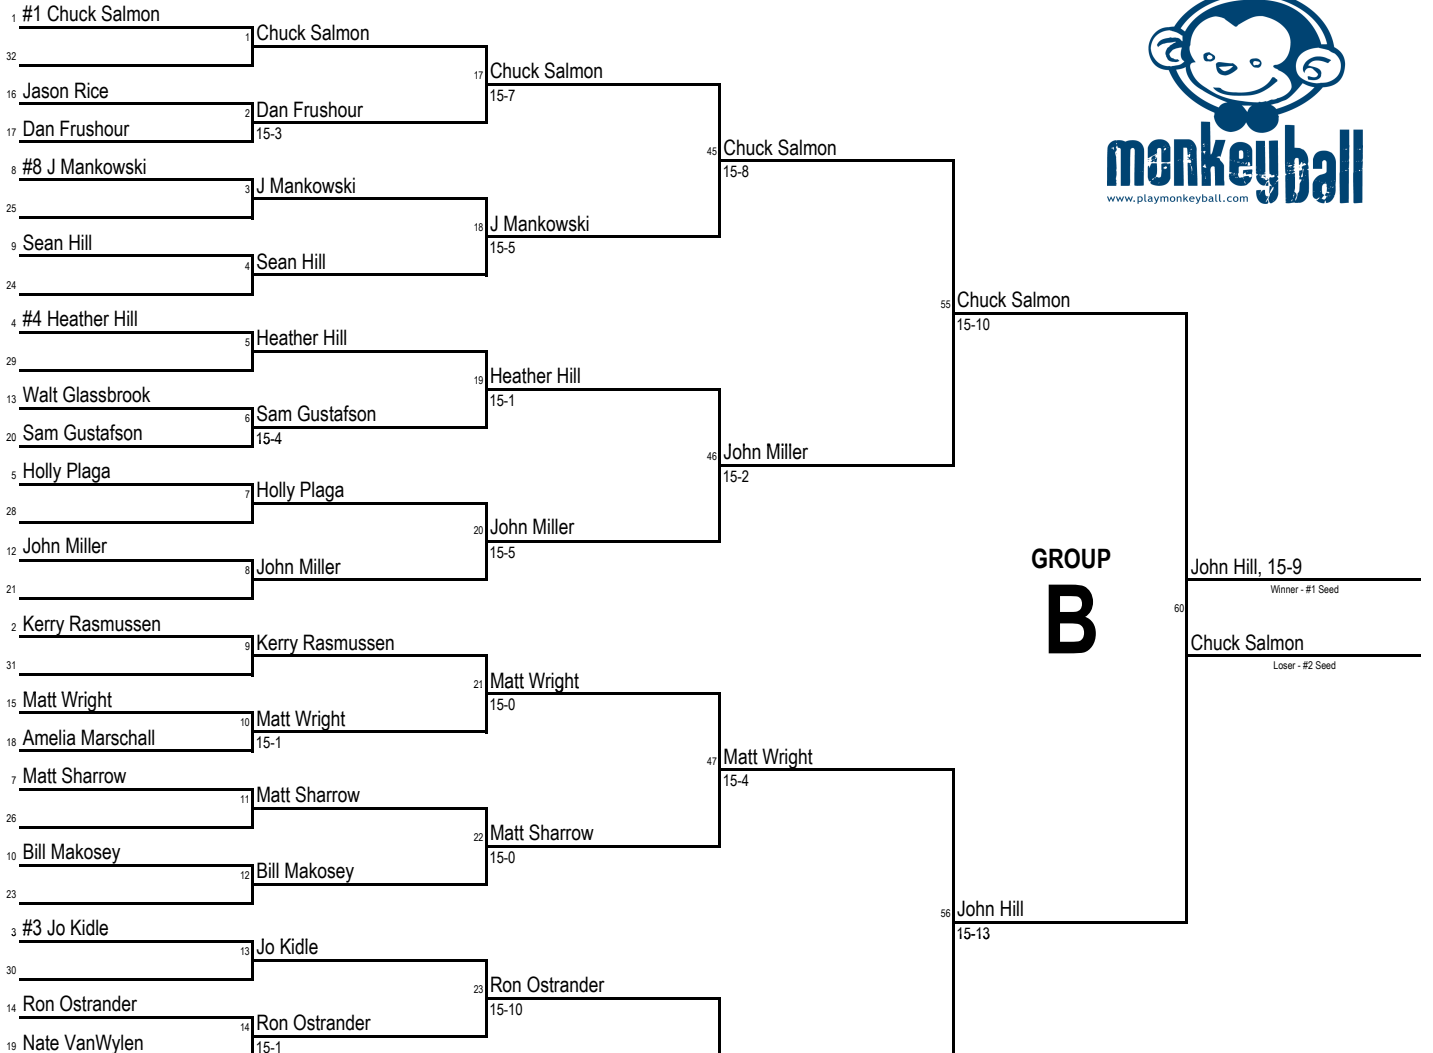 1 #1 Chuck Salmon
1 Chuck Salmon
32
17 Chuck Salmon
15-7
16 Jason Rice
2 Dan Frushour
15-3
17 Dan Frushour
45 Chuck Salmon
15-8
8 #8 J Mankowski
3 J Mankowski
25
18 J Mankowski
15-5
9 Sean Hill
4 Sean Hill
24
55 Chuck Salmon
15-10
4 #4 Heather Hill
5 Heather Hill
29
19 Heather Hill
15-1
13 Walt Glassbrook
6 Sam Gustafson
15-4
20 Sam Gustafson
46 John Miller
15-2
5 Holly Plaga
7 Holly Plaga
28
20 John Miller
15-5
12 John Miller
8 John Miller
21
monkeyball
www.playmonkeyball.com
GROUP
B
John Hill, 15-9
Winner - #1 Seed
60
Chuck Salmon
Loser - #2 Seed
2 Kerry Rasmussen
9 Kerry Rasmussen
31
21 Matt Wright
15-0
15 Matt Wright
10 Matt Wright
15-1
18 Amelia Marschall
47 Matt Wright
15-4
7 Matt Sharrow
11 Matt Sharrow
26
22 Matt Sharrow
15-0
10 Bill Makosey
12 Bill Makosey
23
56 John Hill
15-13
3 #3 Jo Kidle
13 Jo Kidle
30
23 Ron Ostrander
15-10
14 Ron Ostrander
14 Ron Ostrander
15-1
19 Nate VanWylen